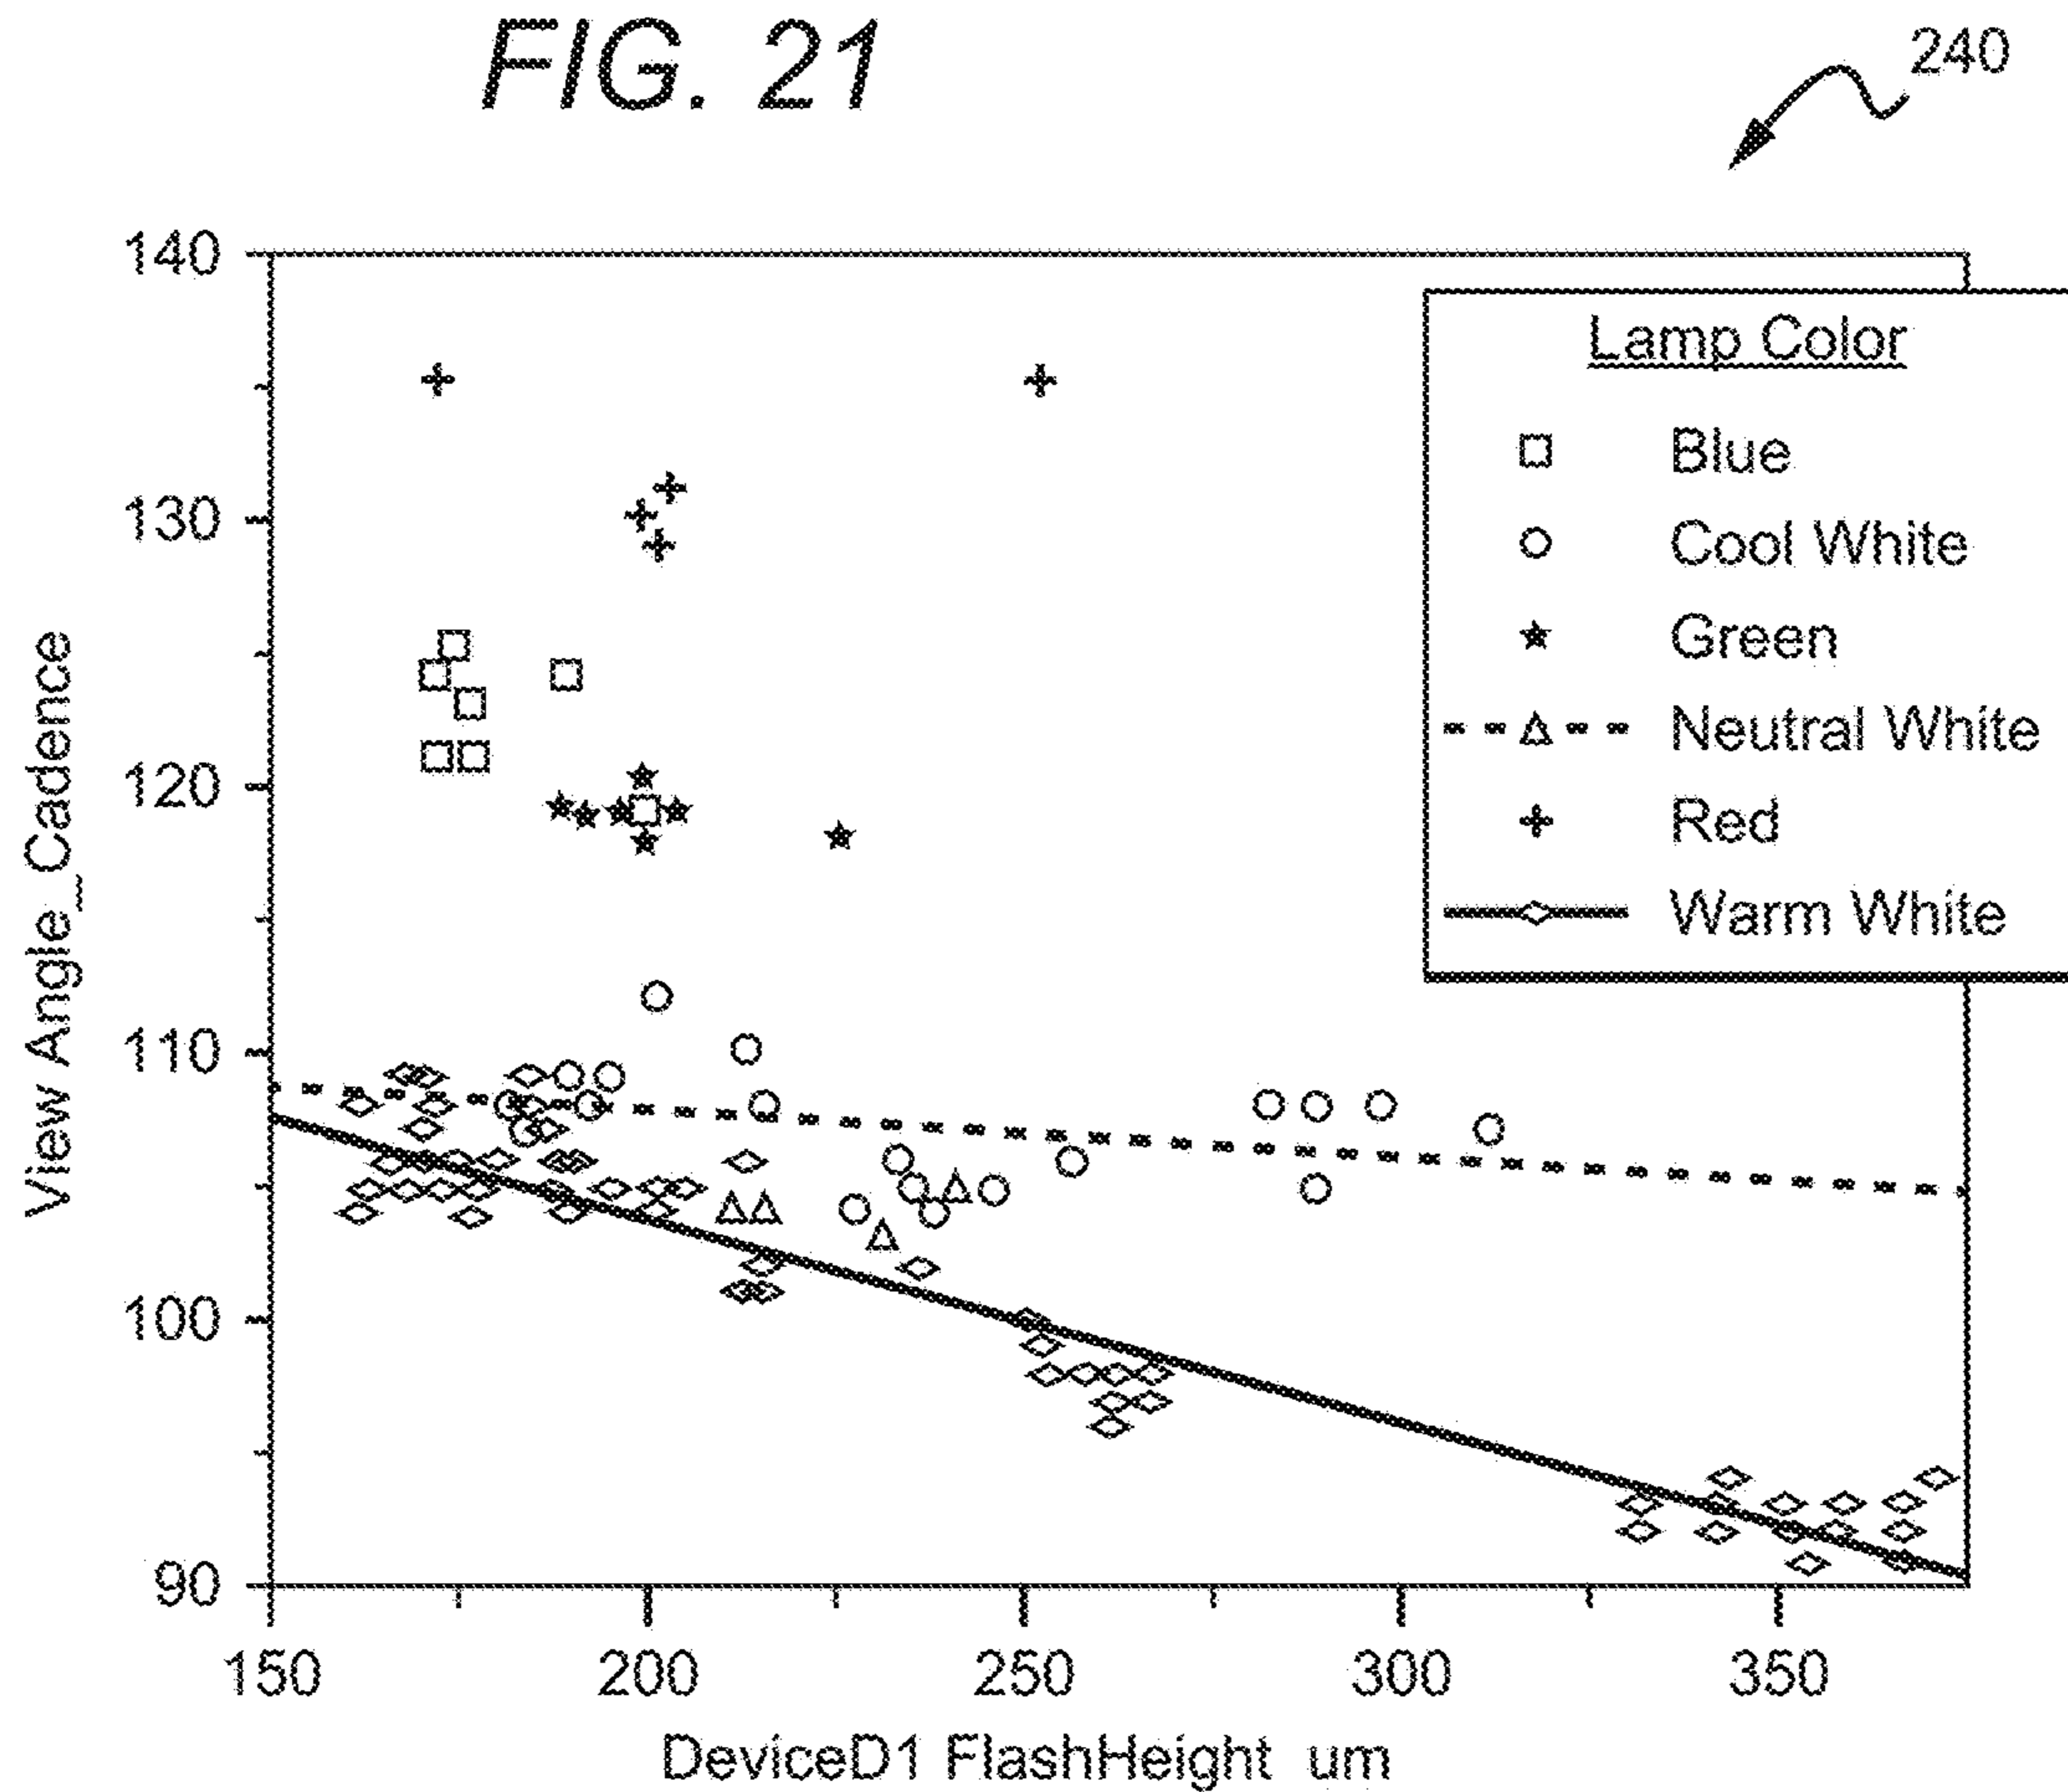 FIG. 21
240
140
130
120
110
100
90
View Angle_Cadence
Lamp Color
Blue
Cool White
Green
Neutral White
Red
Warm White
150 200 250 300 350
DeviceD1 FlashHeight um